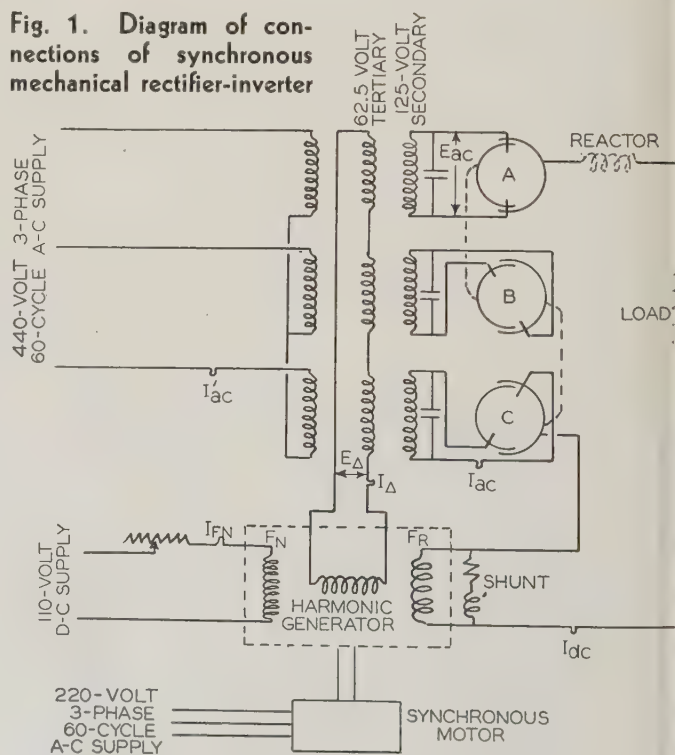 Fig. 1. Diagram of con-
nections of synchronous
mechanical rectifier-inverter
62.5 VOLT
TERTIARY
125-VOLT
SECONDARY
440-VOLT 3-PHASE
60-CYCLE A-C SUPPLY
Eac
A
REACTOR
B
LOAD
C
I'ac
Iac
EΔ
IΔ
110-VOLT
D-C SUPPLY
IFN
FN
HARMONIC
GENERATOR
FR
SHUNT
Idc
220-VOLT
3-PHASE
60-CYCLE
A-C SUPPLY
SYNCHRONOUS
MOTOR